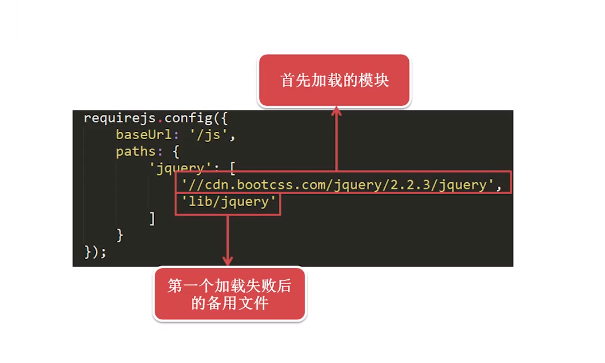 首先加载的模块
requirejs.config({
baseUrl: '/js',
paths: {
'jquery': [
'//cdn.bootcss.com/jquery/2.2.3/jquery',
'lib/jquery'
]
}
});
第一个加载失败后
的备用文件